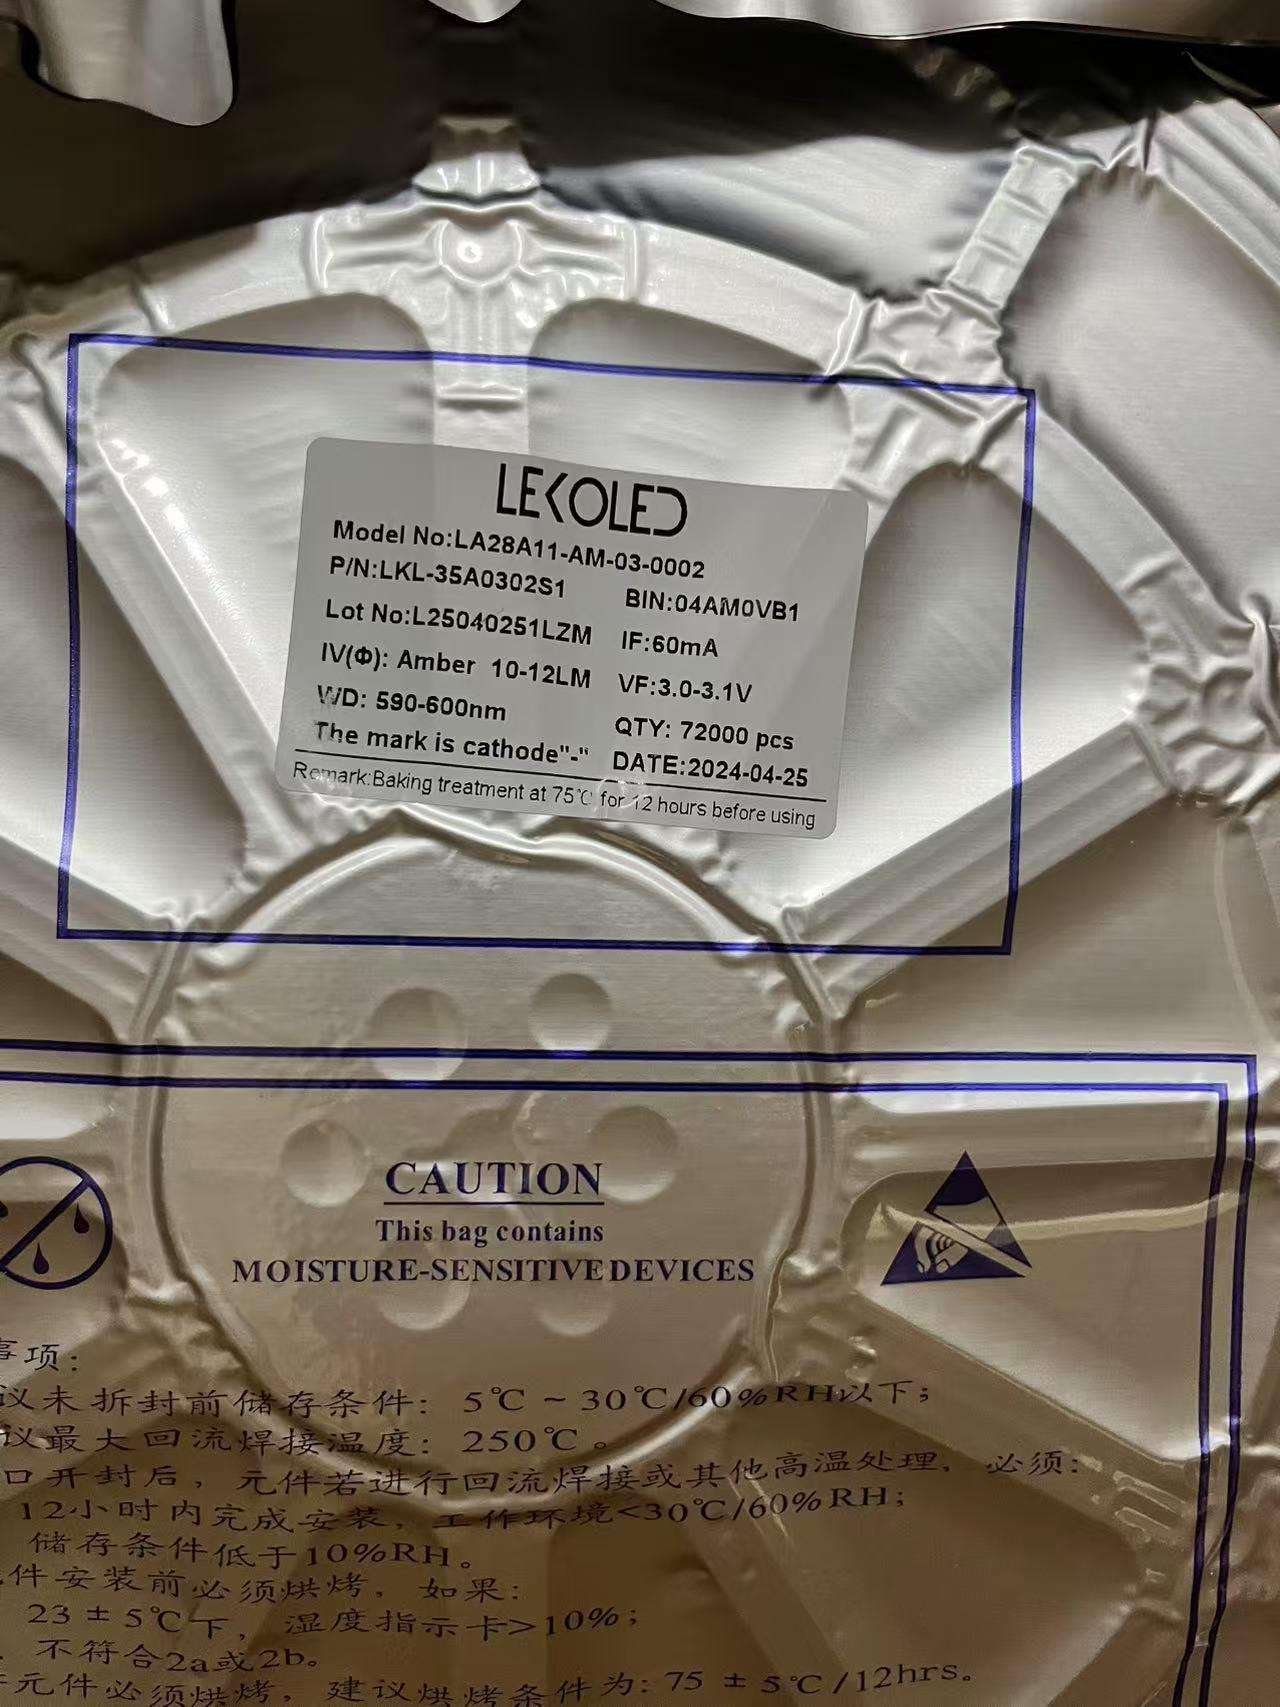 LEKOLED
Model No:LA28A11-AM-03-0002
P/N:LKL-35A0302S1 BIN:04AM0VB1
Lot No:L25040251LZM IF:60mA
IV(Φ): Amber 10-12LM VF:3.0-3.1V
WD: 590-600nm QTY: 72000 pcs
The mark is cathode"-" DATE:2024-04-25
Remark:Baking treatment at 75℃ for 12 hours before using
CAUTION
This bag contains
MOISTURE-SENSITIVE DEVICES
事项:
议未拆封前储存条件: 5℃ ~ 30℃/60%RH以下;
议最大回流焊接温度: 250℃。
口开封后, 元件若进行回流焊接或其他高温处理, 必须:
12小时内完成安装, 工作环境<30℃/60%RH;
储存条件低于10%RH。
件安装前必须烘烤, 如果:
23 ± 5℃下, 湿度指示卡>10%;
不符合2a或2b。
元件必须烘烤, 建议烘烤条件为: 75 ± 5℃/12hrs。